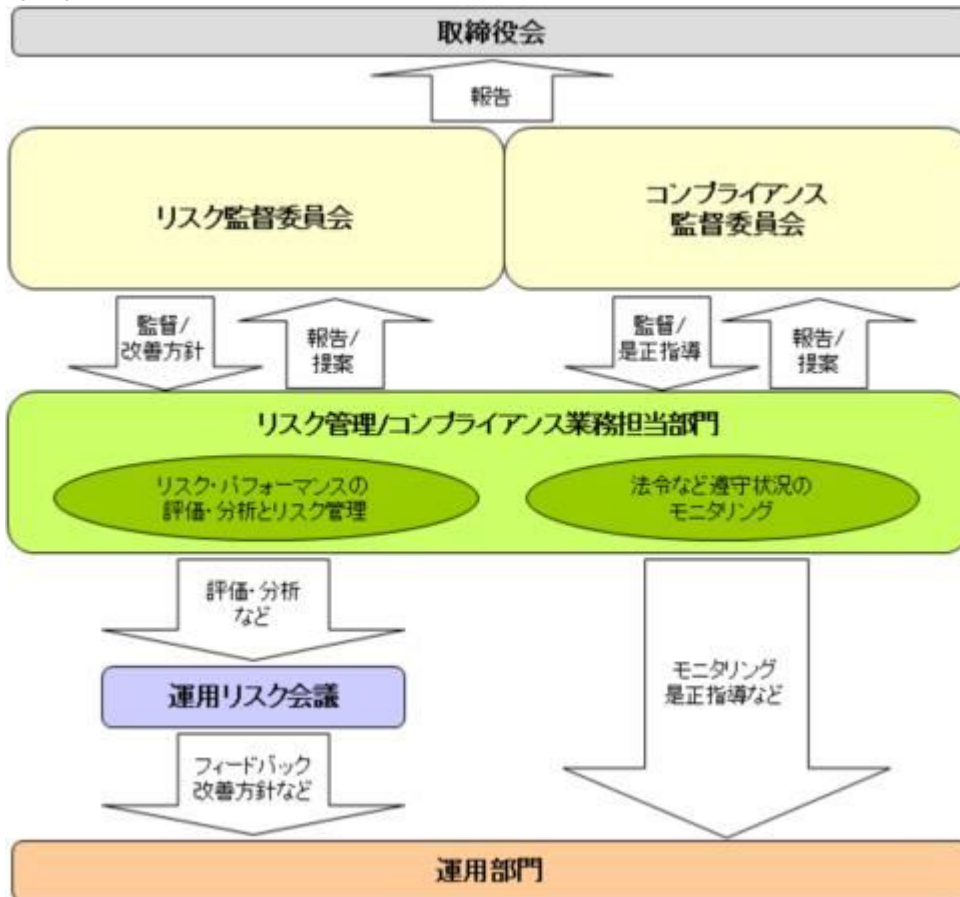 取締役会
報告
リスク監督委員会
コンプライアンス
監督委員会
監督/
改善方針
報告/
提案
監督/
是正指導
報告/
提案
リスク管理/コンプライアンス業務担当部門
リスク・パフォーマンスの
評価・分析とリスク管理
法令など遵守状況の
モニタリング
評価・分析
など
運用リスク会議
モニタリング
是正指導など
フィードバック
改善方針など
運用部門